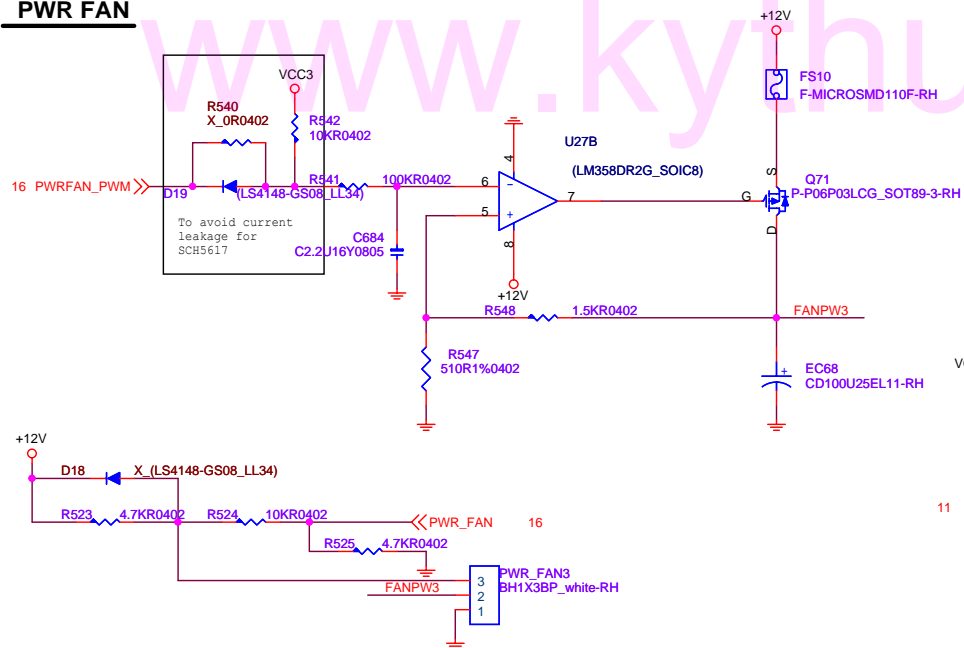 PWR FAN
www.kythu
+12V
FS10
F-MICROSMD110F-RH
VCC3
R540
X_0R0402
R542
10KR0402
U27B
(LM358DR2G_SOIC8)
4
16 PWRFAN_PWM
D19
(LS4148-GS08_LL34)
R541
100KR0402
6
5
7
8
G
S
D
Q71
P-P06P03LCG_SOT89-3-RH
To avoid current
leakage for
SCH5617
C684
C2.2U16Y0805
+12V
R548
1.5KR0402
FANPW3
R547
510R1%0402
EC68
CD100U25EL11-RH
+
+12V
D18
X_(LS4148-GS08_LL34)
R523
4.7KR0402
R524
10KR0402
PWR_FAN 16
11
R525
4.7KR0402
FANPW3
3
2
1
PWR_FAN3
BH1X3BP_white-RH